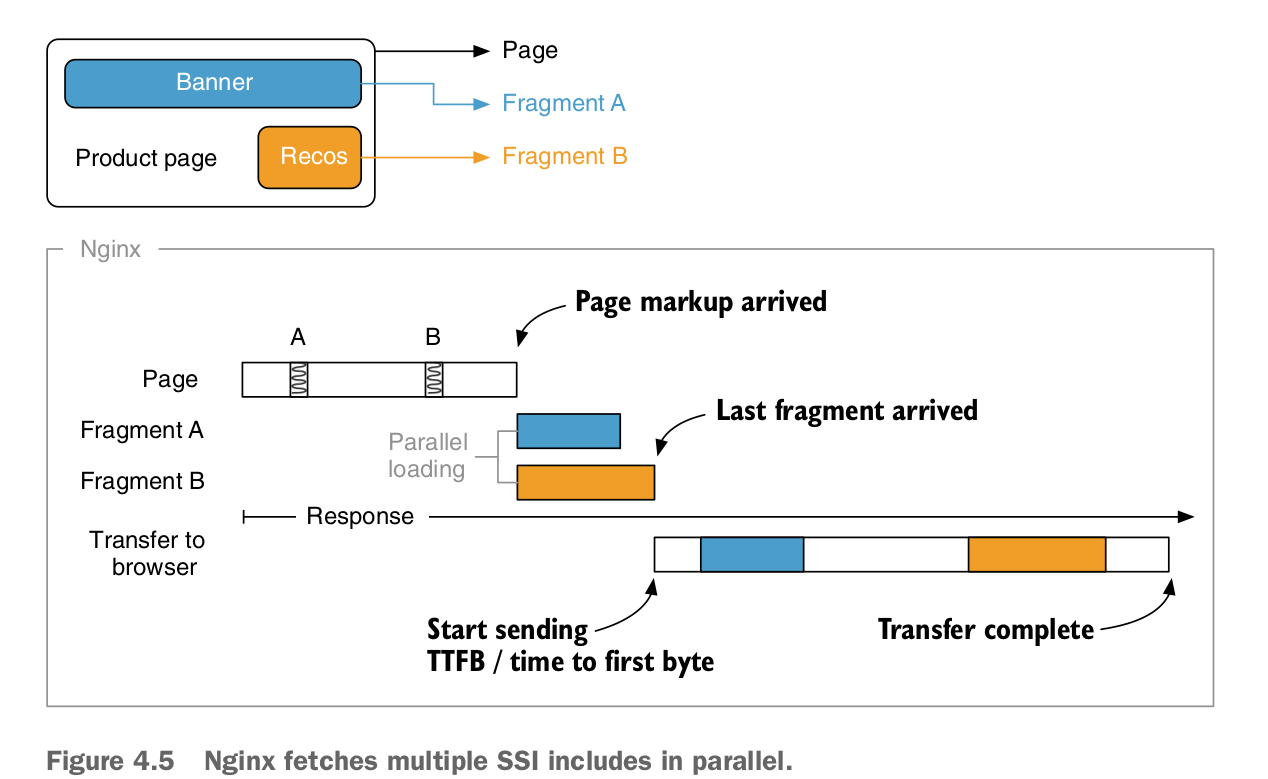 Page
Banner
Fragment A
Product page
Recos
Fragment B
Nginx
Page markup arrived
A
B
Page
Last fragment arrived
Fragment A
Parallel
loading
Fragment B
Response
Transfer to
browser
Start sending
TTFB / time to first byte
Transfer complete
Figure 4.5 Nginx fetches multiple SSI includes in parallel.